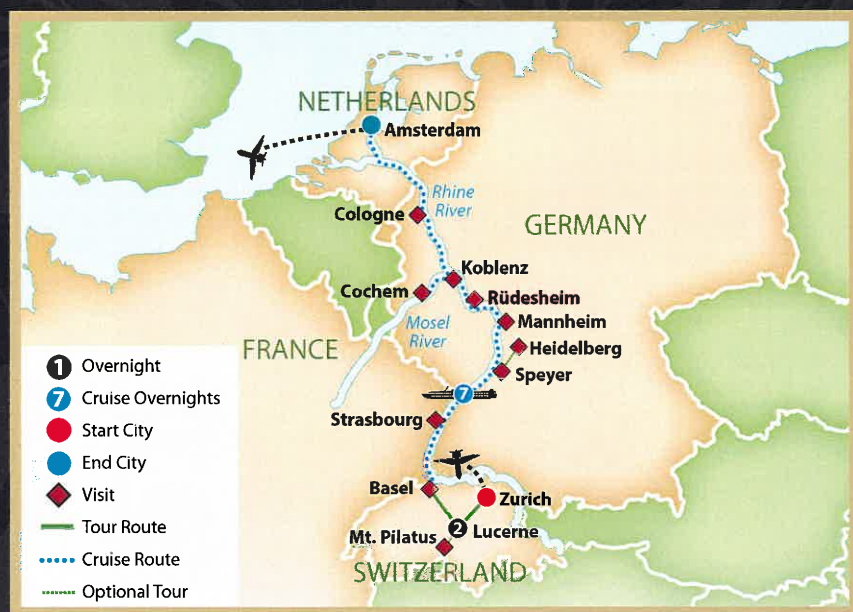 NETHERLANDS
Amsterdam
Rhine
River
Cologne
GERMANY
Koblenz
Cochem
Rüdesheim
Mosel
River
Mannheim
FRANCE
Heidelberg
Speyer
7
Strasbourg
Basel
Zurich
2 Lucerne
Mt. Pilatus
SWITZERLAND
1 Overnight
7 Cruise Overnights
Start City
End City
Visit
Tour Route
Cruise Route
Optional Tour